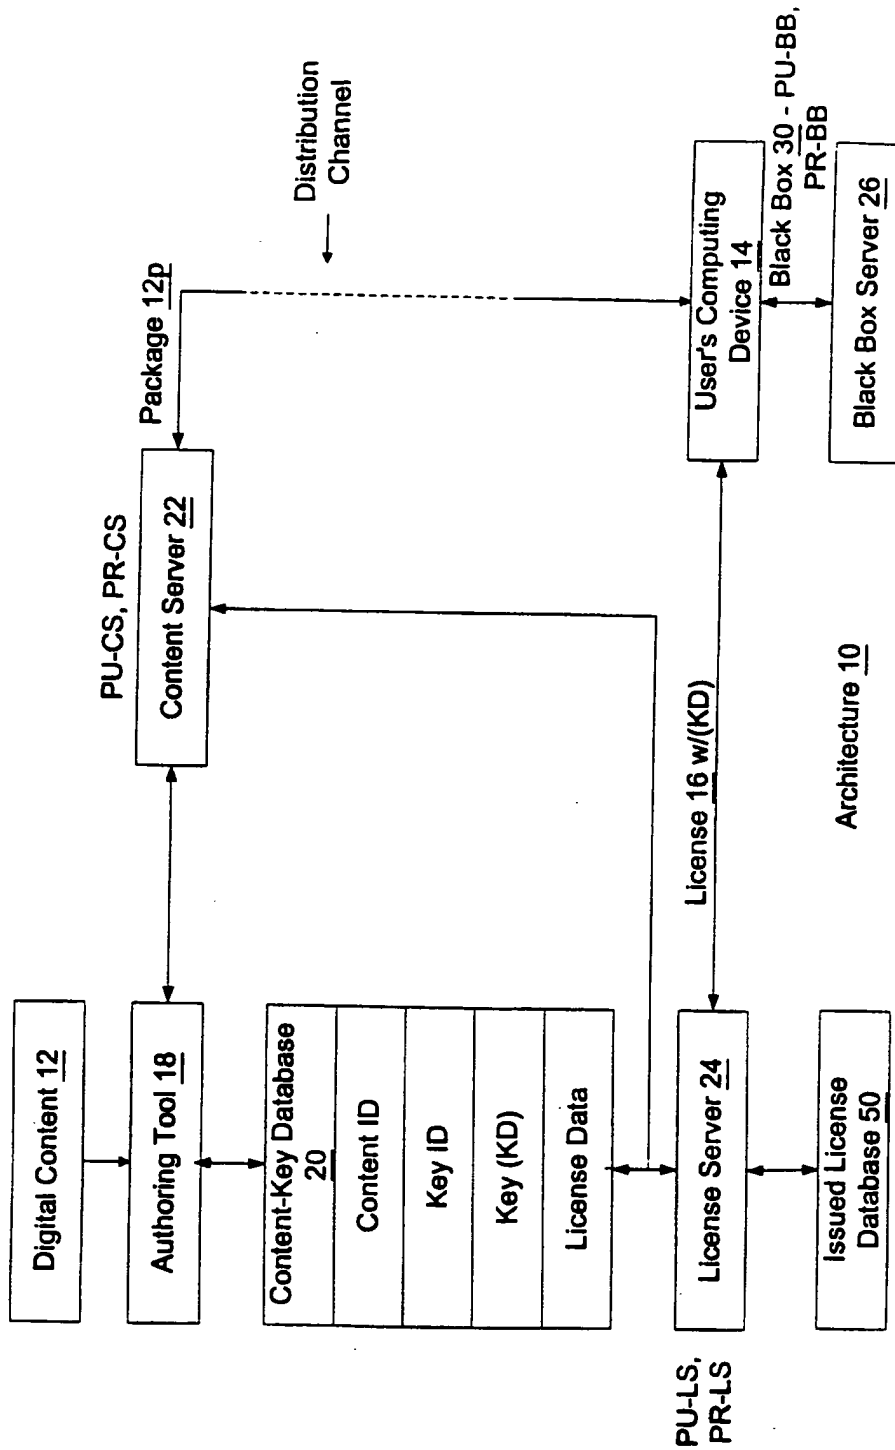 Digital Content 12
Authoring Tool 18
Content-Key Database
20
Content ID
Key ID
Key (KD)
License Data
PU-LS,
PR-LS
License Server 24
Issued License
Database 50
PU-CS, PR-CS
Content Server 22
Package 12p
Distribution
Channel
License 16 w/(KD)
User's Computing
Device 14
Black Box 30 - PU-BB,
PR-BB
Black Box Server 26
Architecture 10